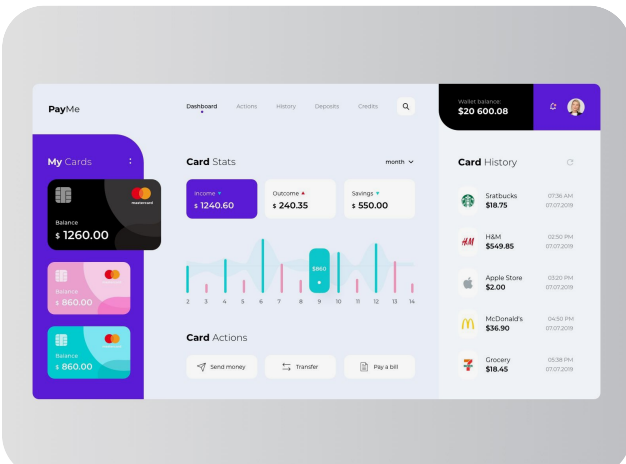 PayMe
Dashboard
Actions
History
Deposits
Credits
Wallet balance:
$20 600.08
My Cards
mastercard
Balance
$ 1260.00
Balance
$ 860.00
Balance
$ 860.00
Card Stats
month
Income
$ 1240.60
Outcome
$ 240.35
Savings
$ 550.00
$860
2 3 4 5 6 7 8 9 10 11 12 13 14
Card Actions
Send money
Transfer
Pay a bill
Card History
Sratbucks
07:36 AM
$18.75
07.07.2019
H&M
H&M
02:50 PM
$549.85
07.07.2019
Apple Store
03:20 PM
$2.00
07.07.2019
McDonald's
04:50 PM
$36.90
07.07.2019
Grocery
05:38 PM
$18.45
07.07.2019